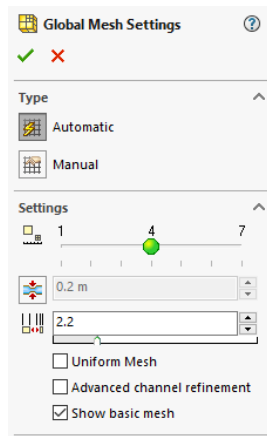 Global Mesh Settings ?
Type
Automatic
Manual
Settings
1 4 7
0.2 m
2.2
Uniform Mesh
Advanced channel refinement
Show basic mesh